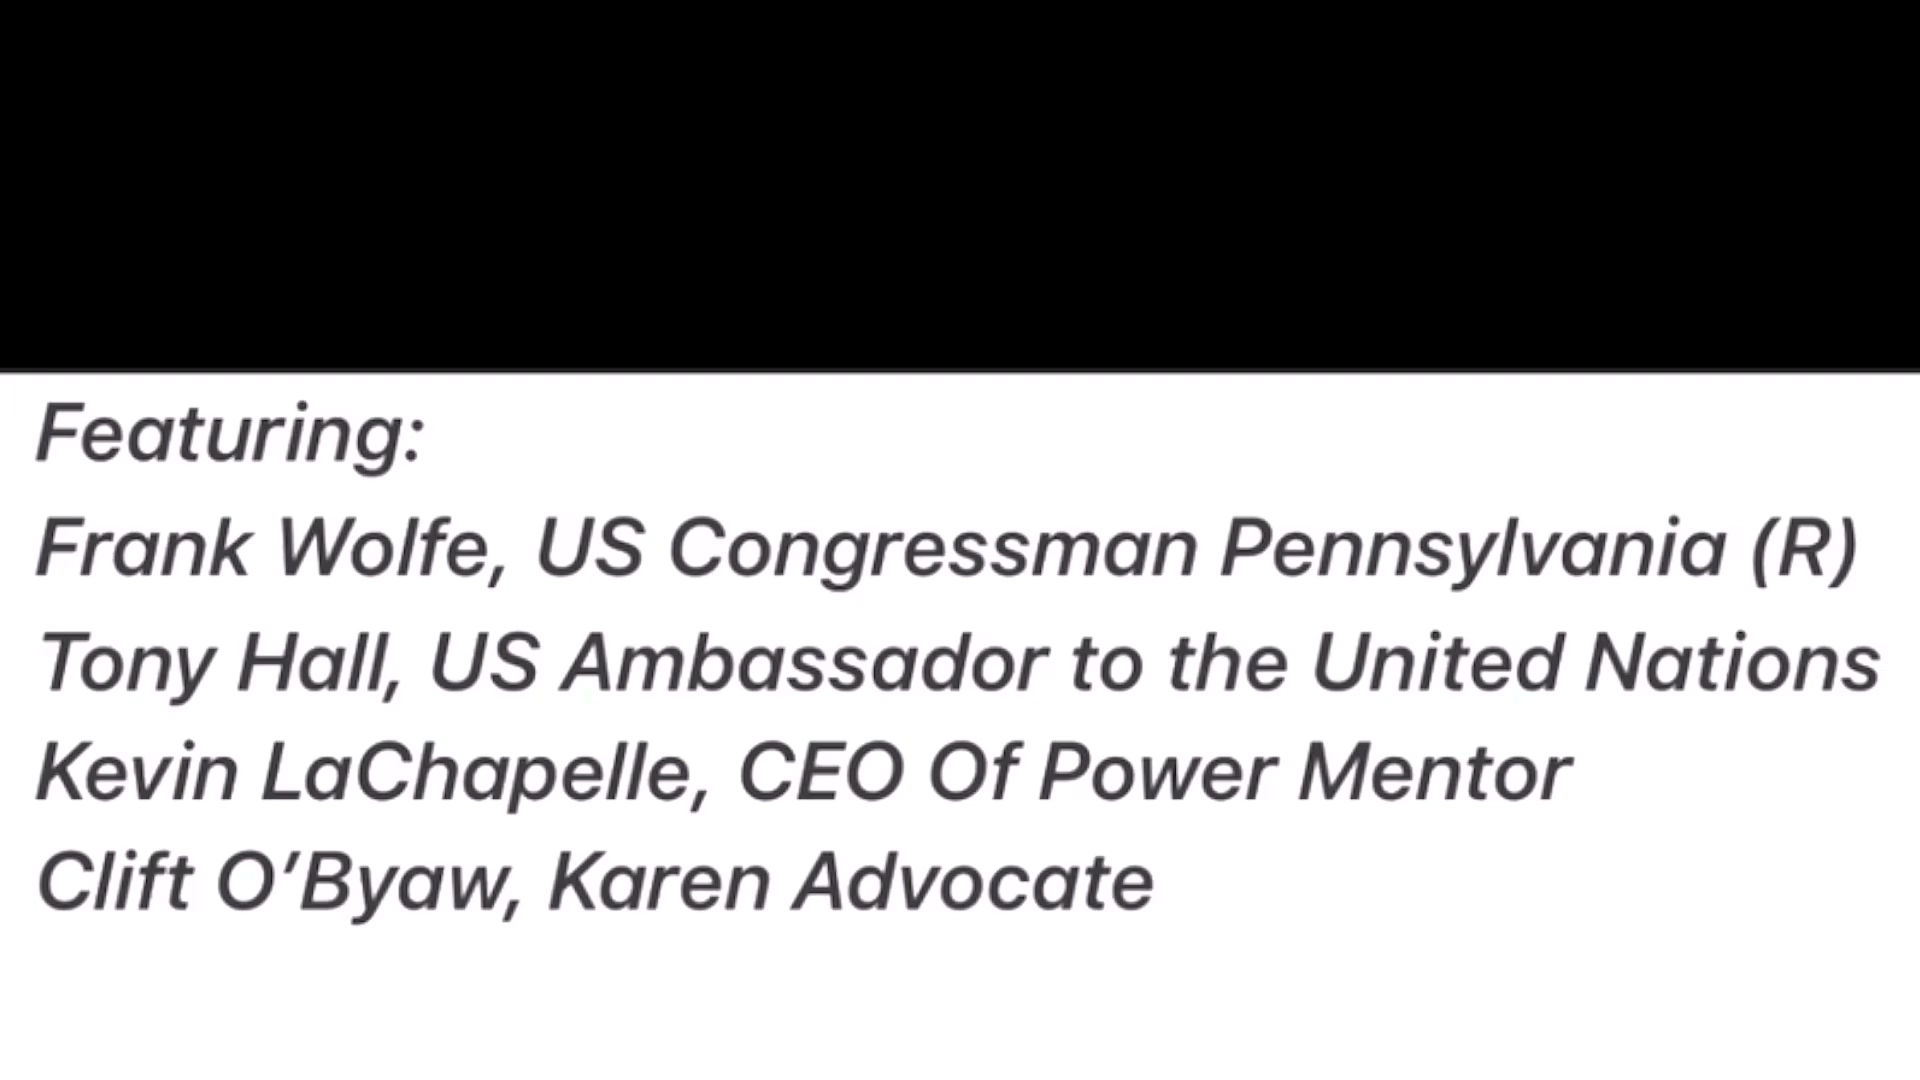 Featuring:
Frank Wolfe, US Congressman Pennsylvania (R)
Tony Hall, US Ambassador to the United Nations
Kevin LaChapelle, CEO Of Power Mentor
Clift O’Byaw, Karen Advocate